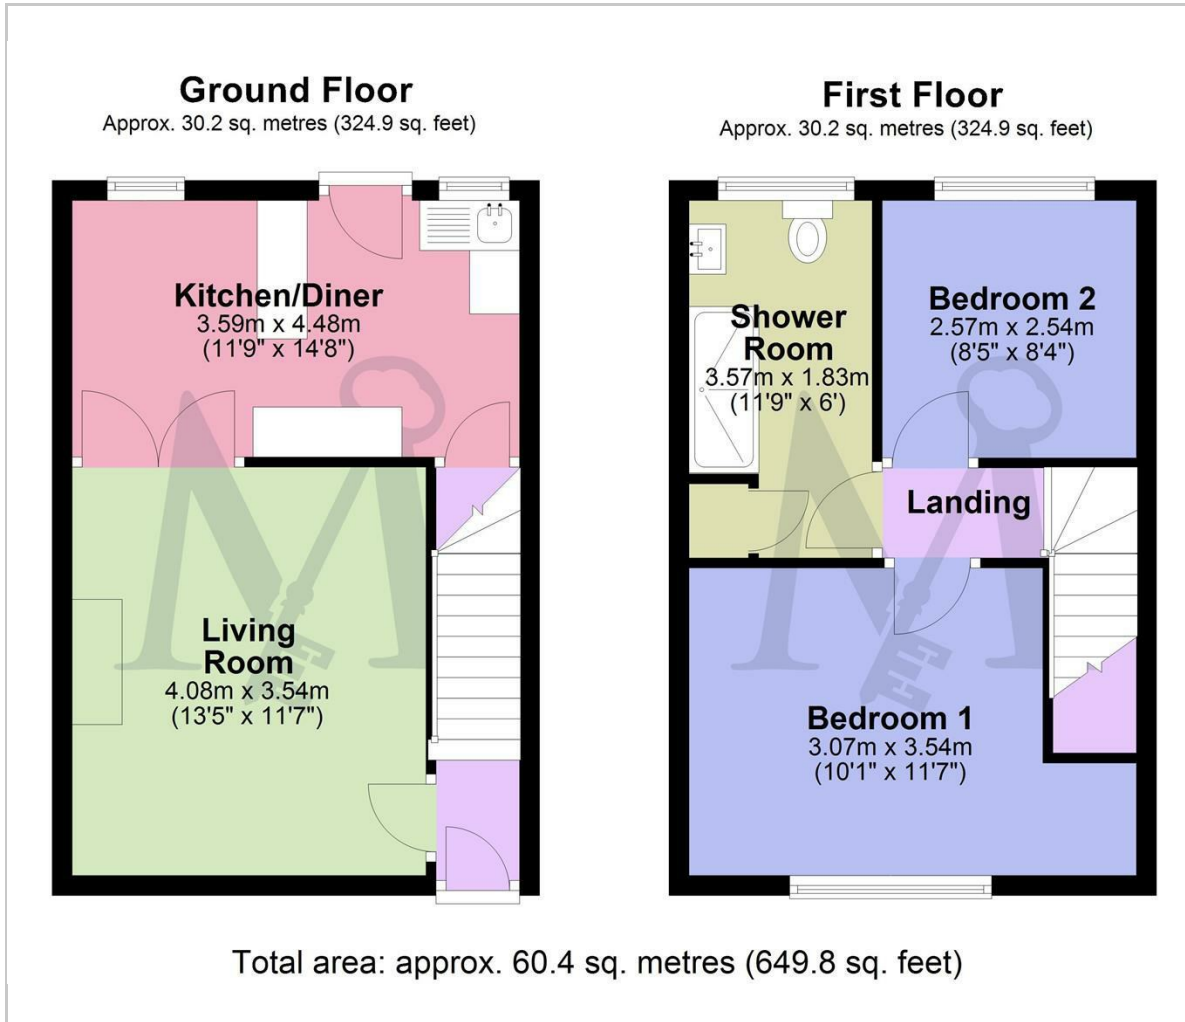 Ground Floor
Approx. 30.2 sq. metres (324.9 sq. feet)
Kitchen/Diner
3.59m x 4.48m
(11'9" x 14'8")
Living
Room
4.08m x 3.54m
(13'5" x 11'7")
First Floor
Approx. 30.2 sq. metres (324.9 sq. feet)
Shower
Room
3.57m x 1.83m
(11'9" x 6')
Bedroom 2
2.57m x 2.54m
(8'5" x 8'4")
Landing
Bedroom 1
3.07m x 3.54m
(10'1" x 11'7")
Total area: approx. 60.4 sq. metres (649.8 sq. feet)